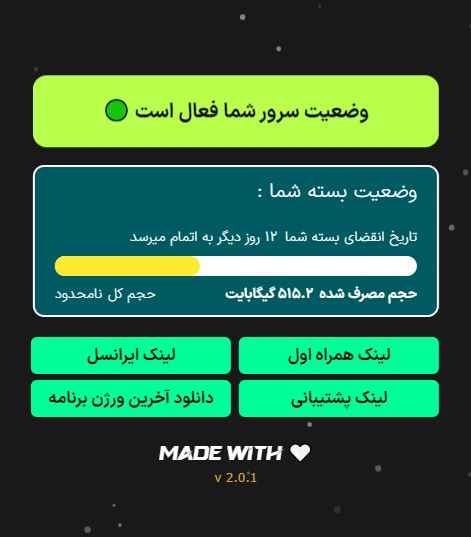 وضعیت سرور شما فعال است
وضعیت بسته شما :
تاریخ انقضای بسته شما ۱۲ روز دیگر به اتمام میرسد
حجم مصرف شده ۵۱۵.۲ گیگابایت
حجم کل نامحدود
لینک همراه اول
لینک ایرانسل
لینک پشتیبانی
دانلود آخرین ورژن برنامه
MADE WITH
v 2.0.1